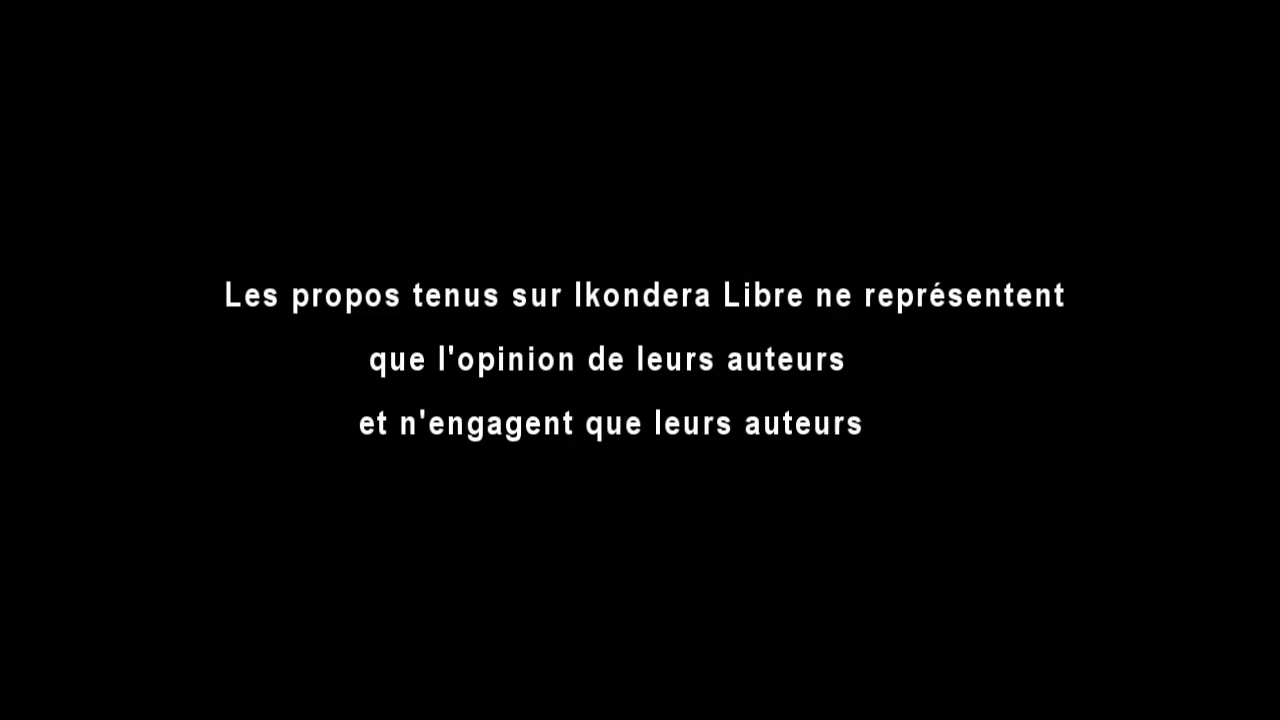 Les propos tenus sur Ikondera Libre ne représentent
que l'opinion de leurs auteurs
et n'engagent que leurs auteurs